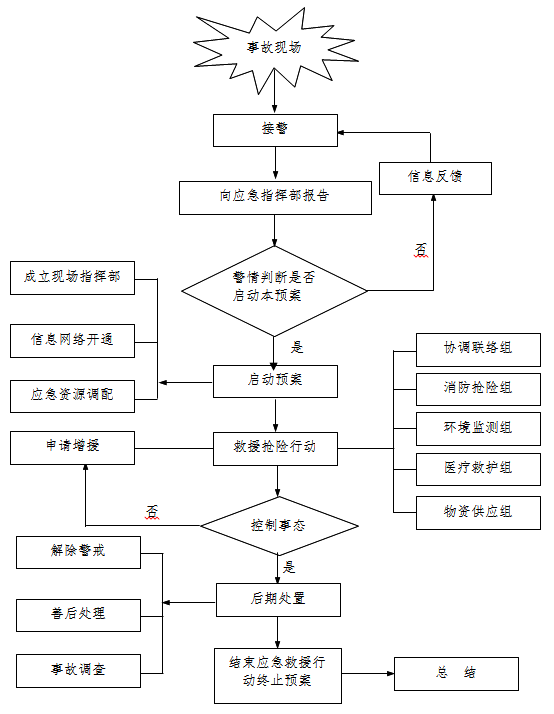 事故现场
接警
信息反馈
向应急指挥部报告
否
警情判断是否
启动本预案
成立现场指挥部
信息网络开通
是
协调联络组
启动预案
应急资源调配
消防抢险组
环境监测组
申请增援
救援抢险行动
医疗救护组
否
控制事态
物资供应组
解除警戒
是
后期处置
善后处理
结束应急救援行
动终止预案
事故调查
总 结